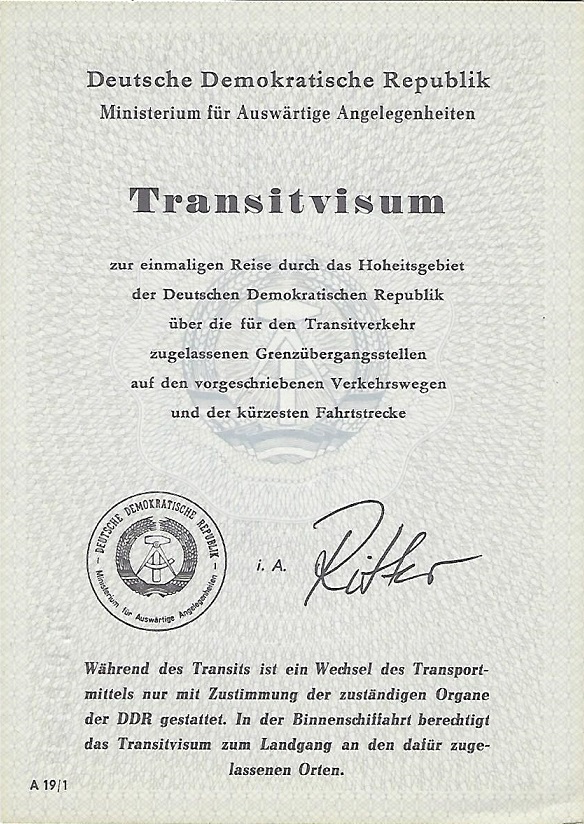 Deutsche Demokratische Republik
Ministerium für Auswärtige Angelegenheiten
Transitvisum
zur einmaligen Reise durch das Hoheitsgebiet
der Deutschen Demokratischen Republik
über die für den Transitverkehr
zugelassenen Grenzübergangsstellen
auf den vorgeschriebenen Verkehrswegen
und der kürzesten Fahrtstrecke
– DEUTSCHE DEMOKRATISCHE REPUBLIK –
Ministerium für Auswärtige Angelegenheiten
i. A.
Während des Transits ist ein Wechsel des Transport-
mittels nur mit Zustimmung der zuständigen Organe
der DDR gestattet. In der Binnenschiffahrt berechtigt
das Transitvisum zum Landgang an den dafür zuge-
lassenen Orten.
A 19/1